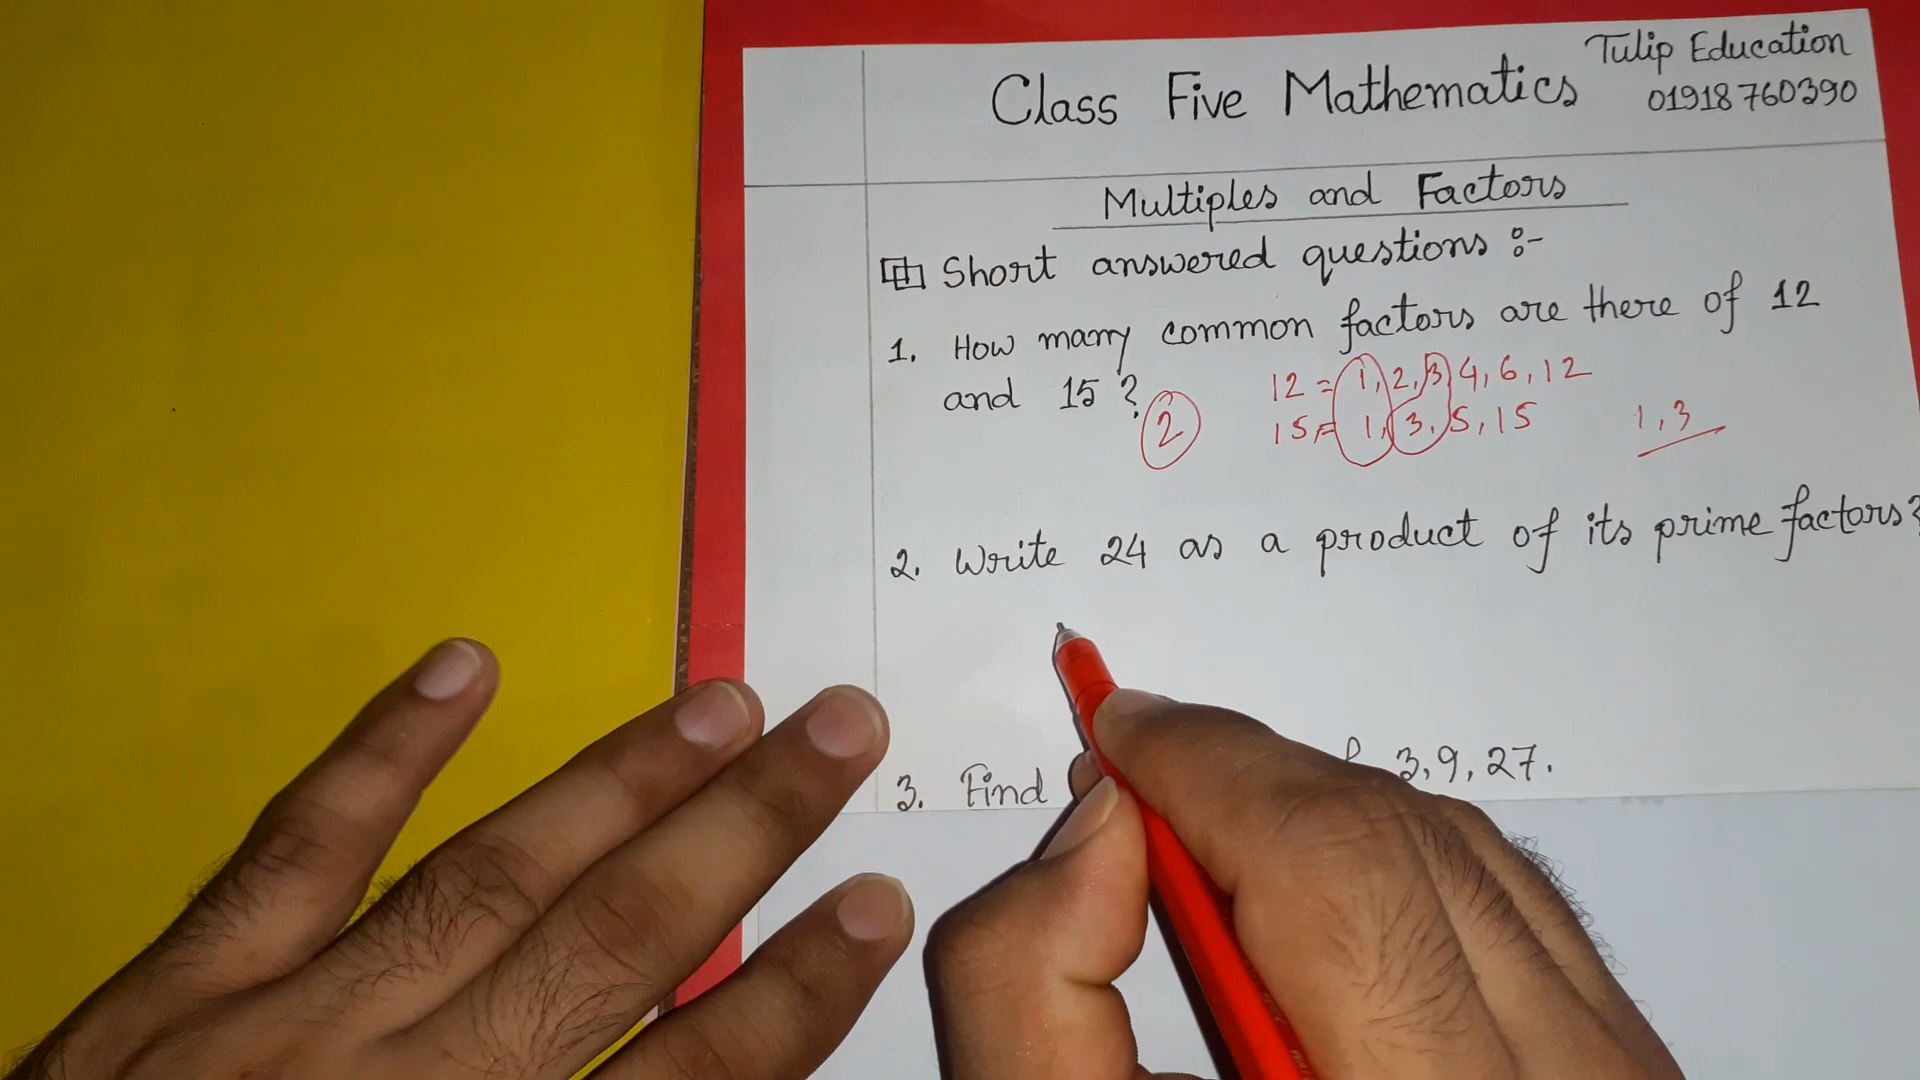 Class Five Mathematics
Tulip Education
01918760390
Multiples and Factors
Short answered questions :-
1. How many common factors are there of 12
and 15 ?
2
12 = 1, 2, 3, 4, 6, 12
15 = 1, 3, 5, 15
1, 3
2. Write 24 as a product of its prime factors?
3. Find 3, 9, 27.